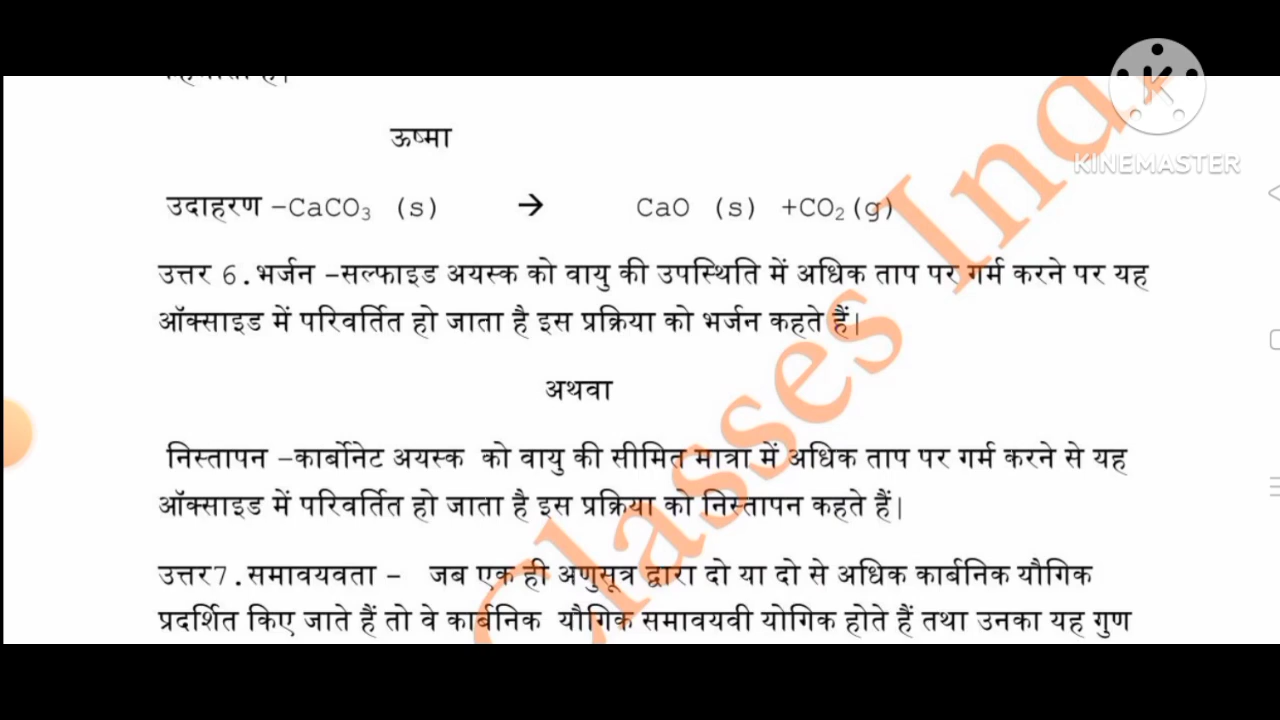 KINEMASTER
ऊष्मा
उदाहरण –CaCO₃ (s) → CaO (s) +CO₂(g)
उत्तर 6.भर्जन –सल्फाइड अयस्क को वायु की उपस्थिति में अधिक ताप पर गर्म करने पर यह
ऑक्साइड में परिवर्तित हो जाता है इस प्रक्रिया को भर्जन कहते हैं।
अथवा
निस्तापन –कार्बोनेट अयस्क को वायु की सीमित मात्रा में अधिक ताप पर गर्म करने से यह
ऑक्साइड में परिवर्तित हो जाता है इस प्रक्रिया को निस्तापन कहते हैं।
उत्तर7.समावयवता – जब एक ही अणुसूत्र द्वारा दो या दो से अधिक कार्बनिक यौगिक
प्रदर्शित किए जाते हैं तो वे कार्बनिक यौगिक समावयवी योगिक होते हैं तथा उनका यह गुण
Classes Ind